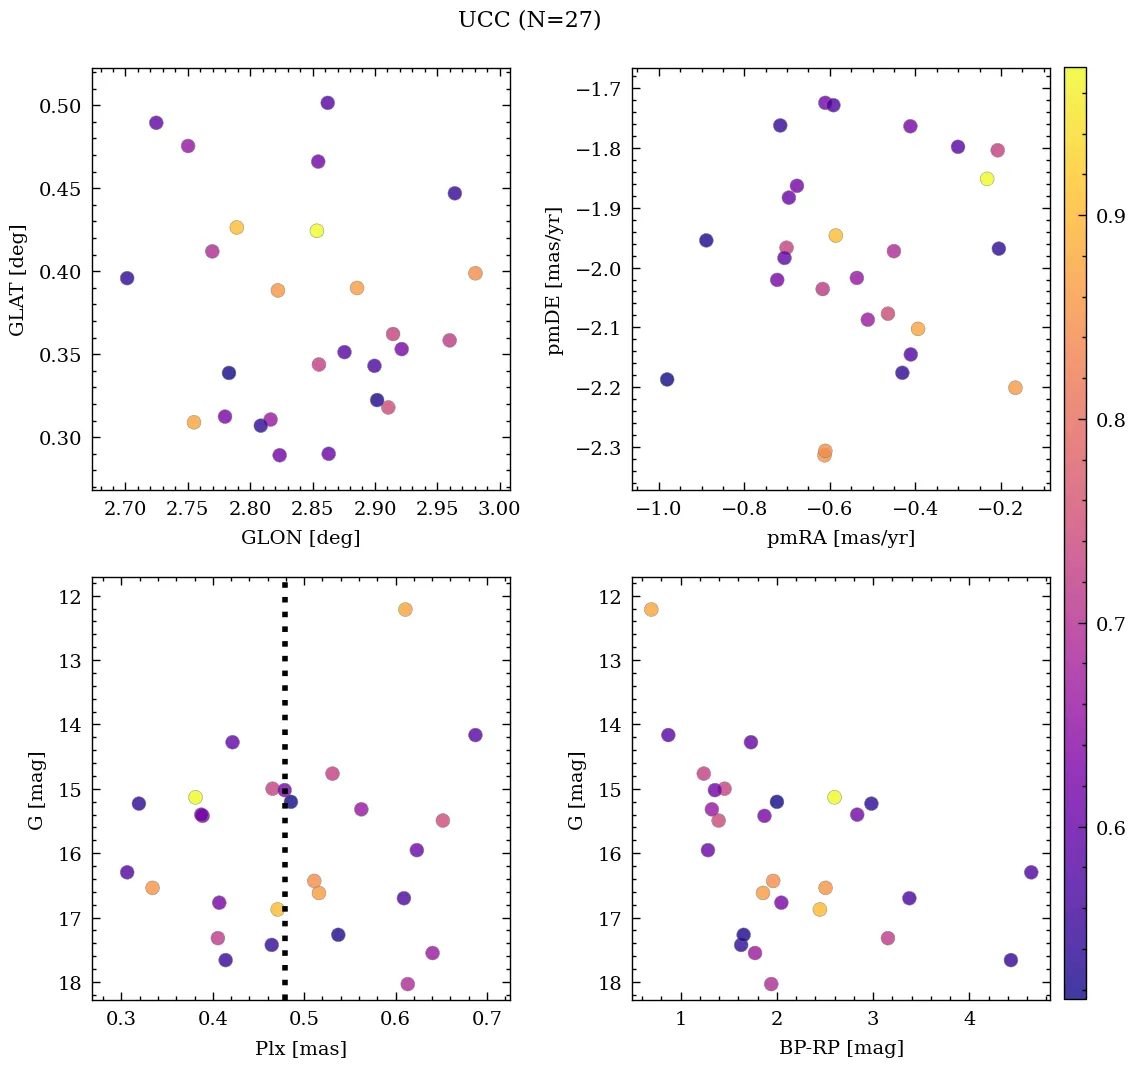 UCC (N=27)
0.50
0.45
0.40
0.35
0.30
GLAT [deg]
2.70 2.75 2.80 2.85 2.90 2.95 3.00
GLON [deg]
−1.7
−1.8
−1.9
−2.0
−2.1
−2.2
−2.3
pmDE [mas/yr]
−1.0 −0.8 −0.6 −0.4 −0.2
pmRA [mas/yr]
12
13
14
15
16
17
18
G [mag]
0.3 0.4 0.5 0.6 0.7
Plx [mas]
12
13
14
15
16
17
18
G [mag]
1 2 3 4
BP-RP [mag]
0.9
0.8
0.7
0.6